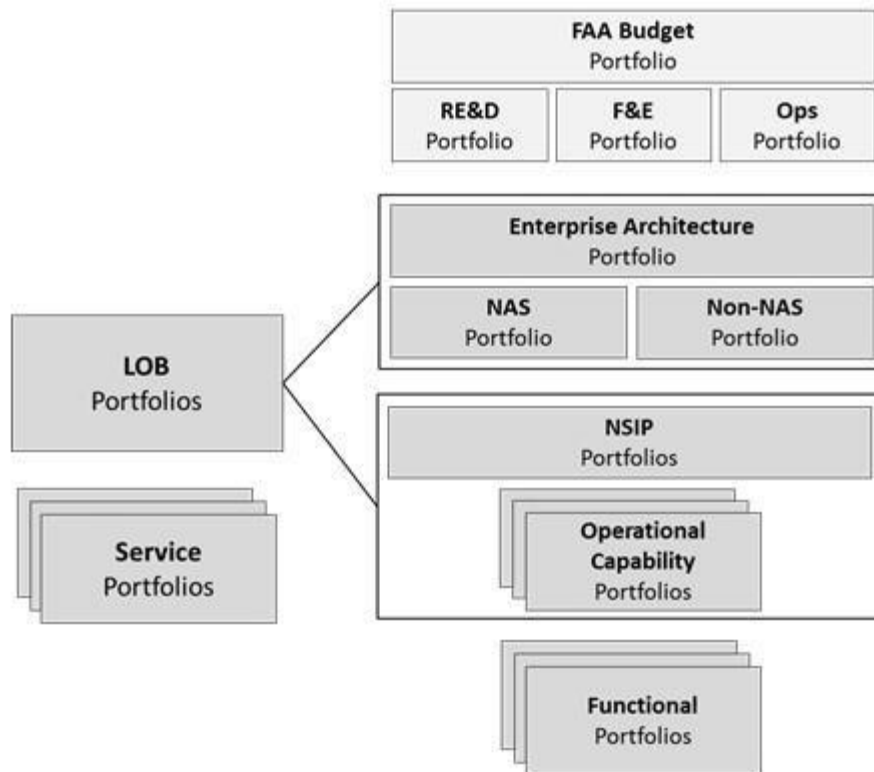 FAA Budget
Portfolio
RE&D
Portfolio
F&E
Portfolio
Ops
Portfolio
Enterprise Architecture
Portfolio
NAS
Portfolio
Non-NAS
Portfolio
LOB
Portfolios
NSIP
Portfolios
Service
Portfolios
Operational
Capability
Portfolios
Functional
Portfolios